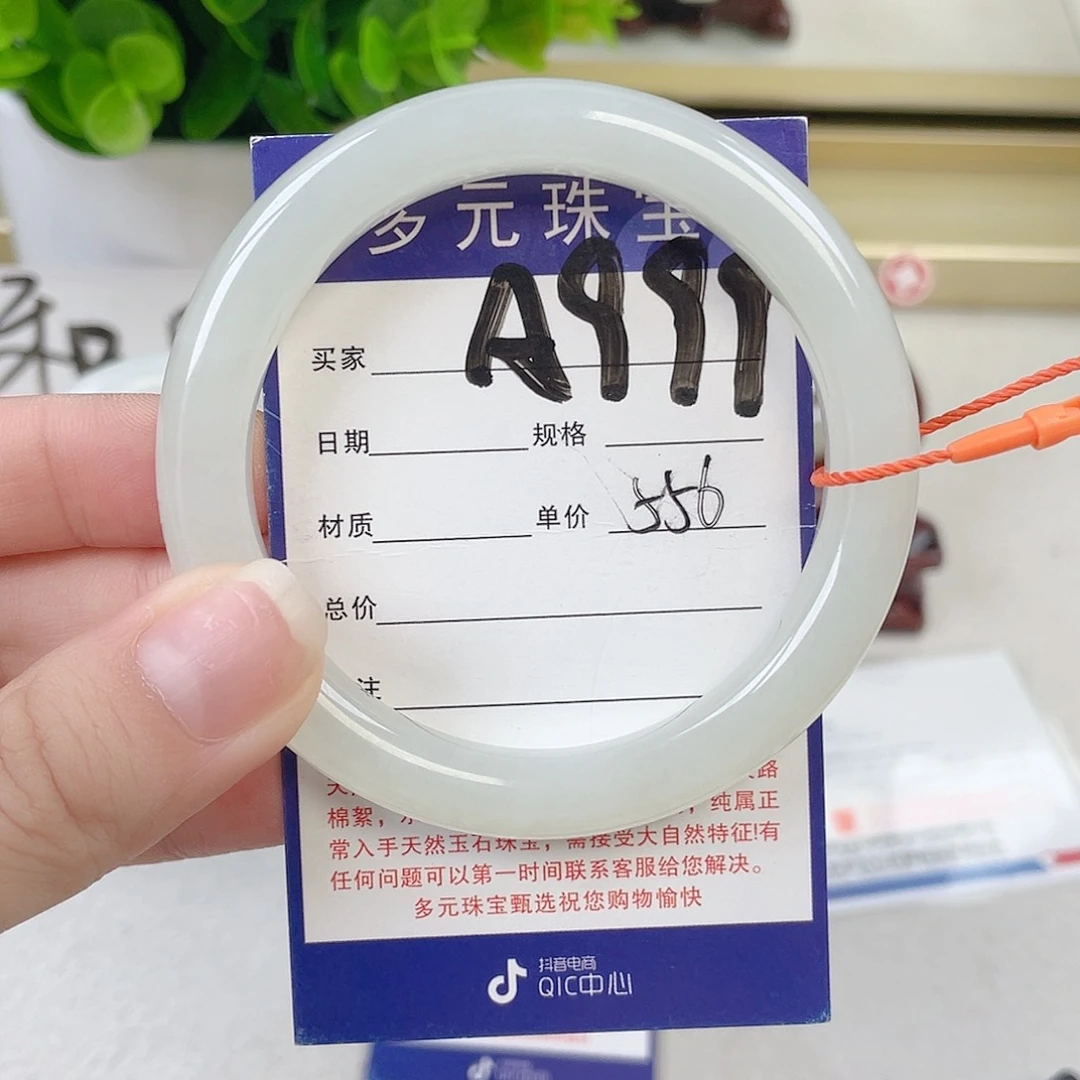 多元珠宝
A999
买家
日期 规格
材质 单价 556
总价
注
路
棉絮， ，纯属正
常入手天然玉石珠宝，需接受大自然特征!有
任何问题可以第一时间联系客服给您解决。
多元珠宝甄选祝您购物愉快
抖音电商
QIC中心
和